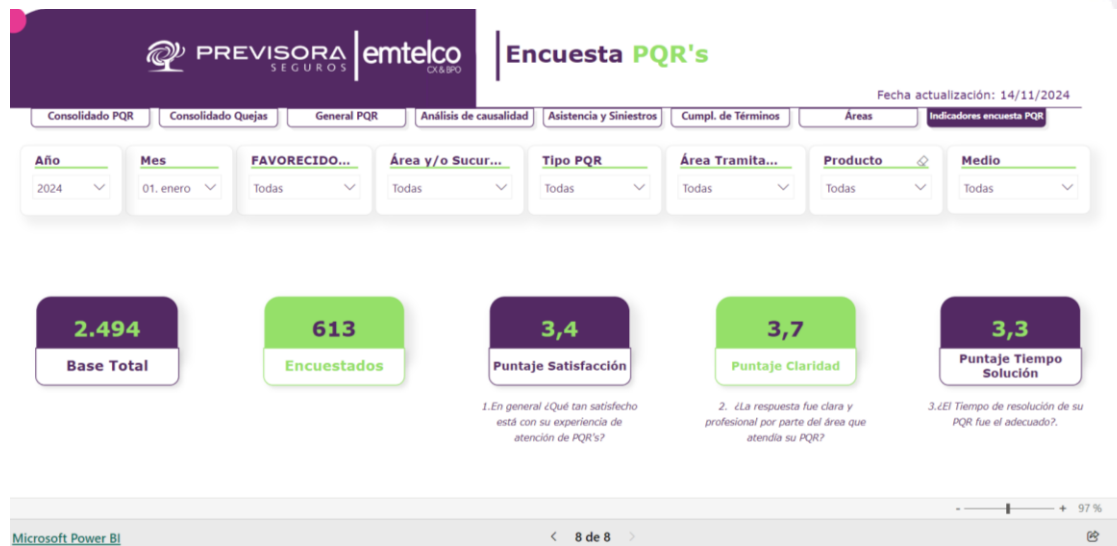 PREVISORA
SEGUROS
emtelco
CX&BPO
Encuesta PQR's
Fecha actualización: 14/11/2024
Consolidado PQR
Consolidado Quejas
General PQR
Análisis de causalidad
Asistencia y Siniestros
Cumpl. de Términos
Áreas
Indicadores encuesta PQR
Año
2024
Mes
01. enero
FAVORECIDO...
Todas
Área y/o Sucur...
Todas
Tipo PQR
Todas
Área Tramita...
Todas
Producto
Todas
Medio
Todas
2.494
Base Total
613
Encuestados
3,4
Puntaje Satisfacción
1.En general ¿Qué tan satisfecho
está con su experiencia de
atención de PQR's?
3,7
Puntaje Claridad
2. ¿La respuesta fue clara y
profesional por parte del área que
atendía su PQR?
3,3
Puntaje Tiempo
Solución
3.¿El Tiempo de resolución de su
PQR fue el adecuado?.
- + 97 %
Microsoft Power BI
< 8 de 8 >